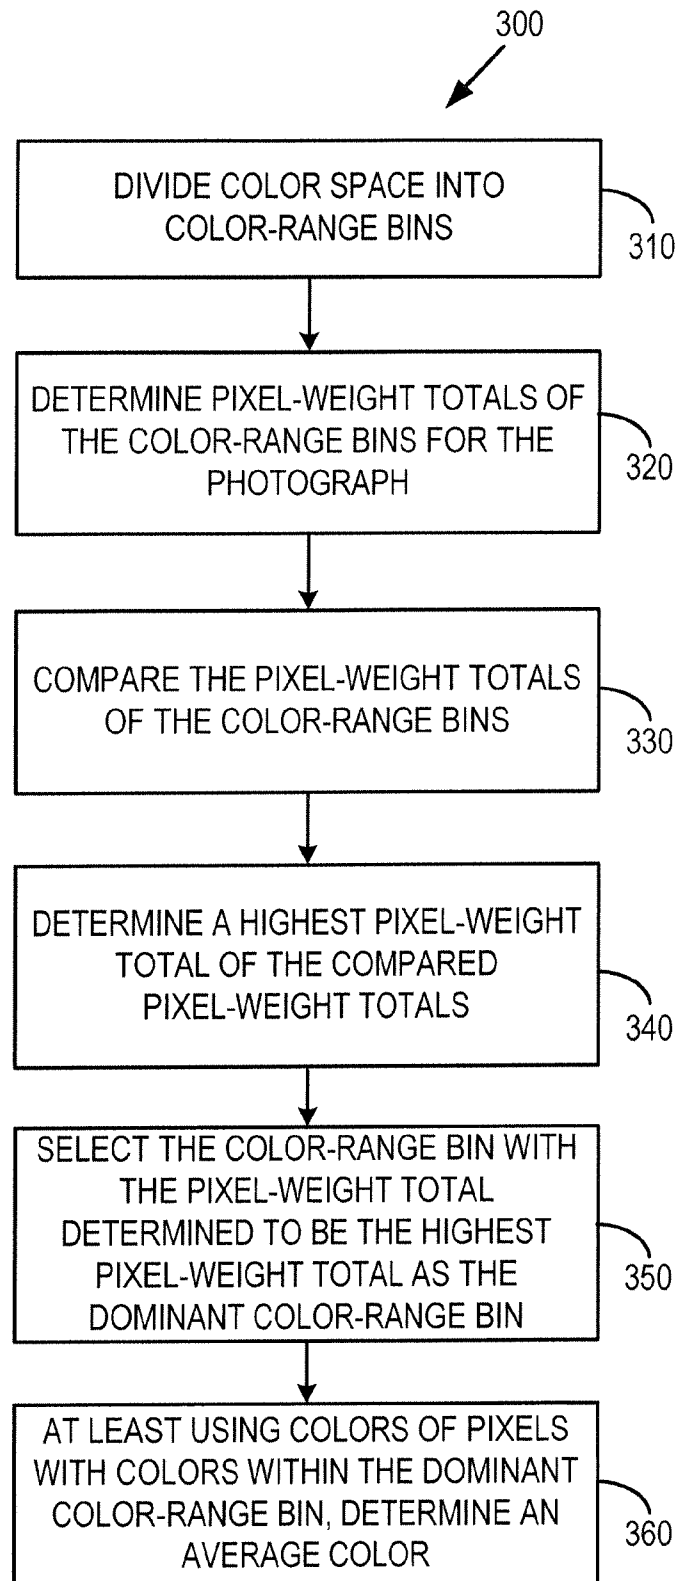 300
DIVIDE COLOR SPACE INTO
COLOR-RANGE BINS
310
DETERMINE PIXEL-WEIGHT TOTALS OF
THE COLOR-RANGE BINS FOR THE
PHOTOGRAPH
320
COMPARE THE PIXEL-WEIGHT TOTALS
OF THE COLOR-RANGE BINS
330
DETERMINE A HIGHEST PIXEL-WEIGHT
TOTAL OF THE COMPARED
PIXEL-WEIGHT TOTALS
340
SELECT THE COLOR-RANGE BIN WITH
THE PIXEL-WEIGHT TOTAL
DETERMINED TO BE THE HIGHEST
PIXEL-WEIGHT TOTAL AS THE
DOMINANT COLOR-RANGE BIN
350
AT LEAST USING COLORS OF PIXELS
WITH COLORS WITHIN THE DOMINANT
COLOR-RANGE BIN, DETERMINE AN
AVERAGE COLOR
360